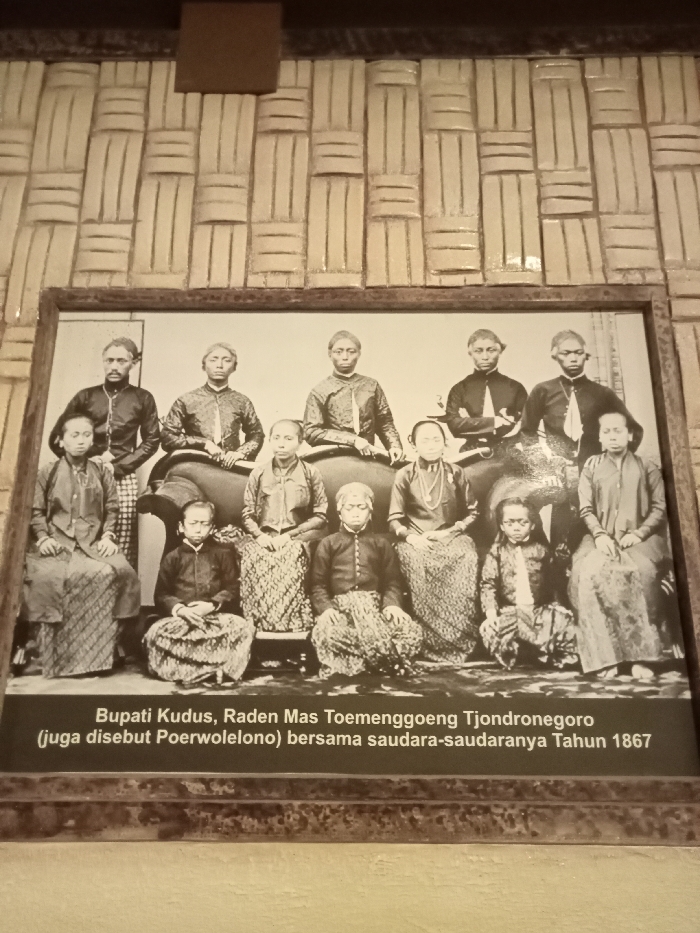 Bupati Kudus, Raden Mas Toemenggoeng Tjondronegoro
(juga disebut Poerwolelono) bersama saudara-saudaranya Tahun 1867